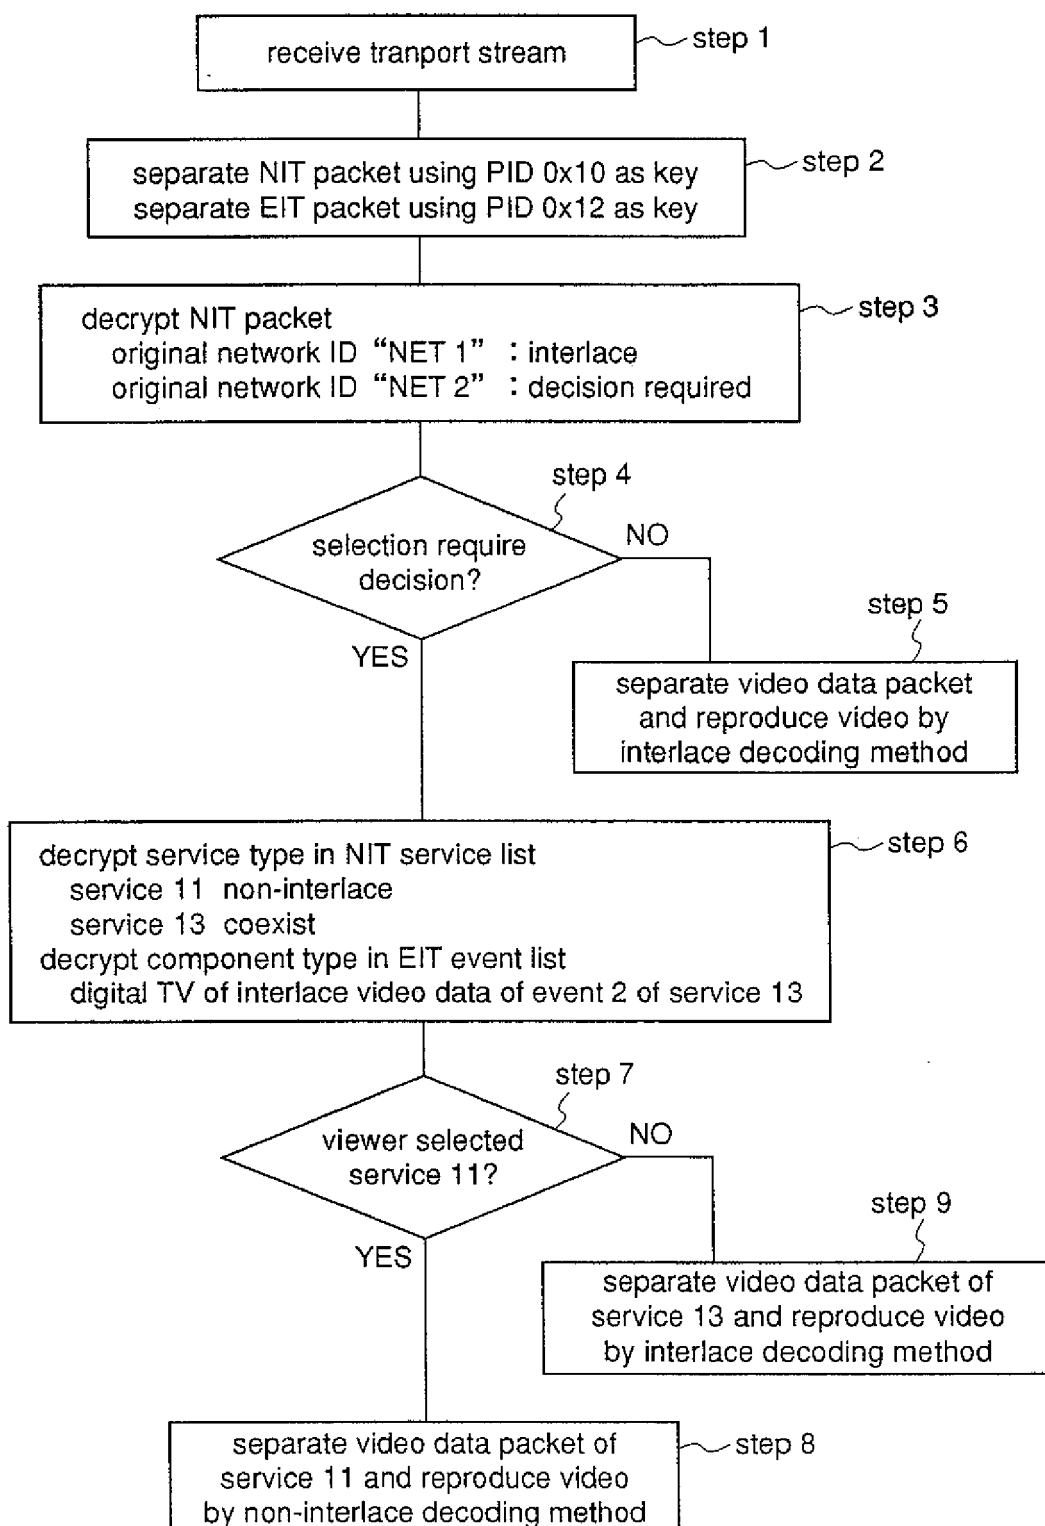 receive tranport stream
step 1
separate NIT packet using PID 0x10 as key
separate EIT packet using PID 0x12 as key
step 2
decrypt NIT packet
original network ID “NET 1” : interlace
original network ID “NET 2” : decision required
step 3
step 4
selection require
decision?
NO
YES
step 5
separate video data packet
and reproduce video by
interlace decoding method
decrypt service type in NIT service list
service 11 non-interlace
service 13 coexist
decrypt component type in EIT event list
digital TV of interlace video data of event 2 of service 13
step 6
step 7
viewer selected
service 11?
NO
YES
step 9
separate video data packet of
service 13 and reproduce video
by interlace decoding method
separate video data packet of
service 11 and reproduce video
by non-interlace decoding method
step 8